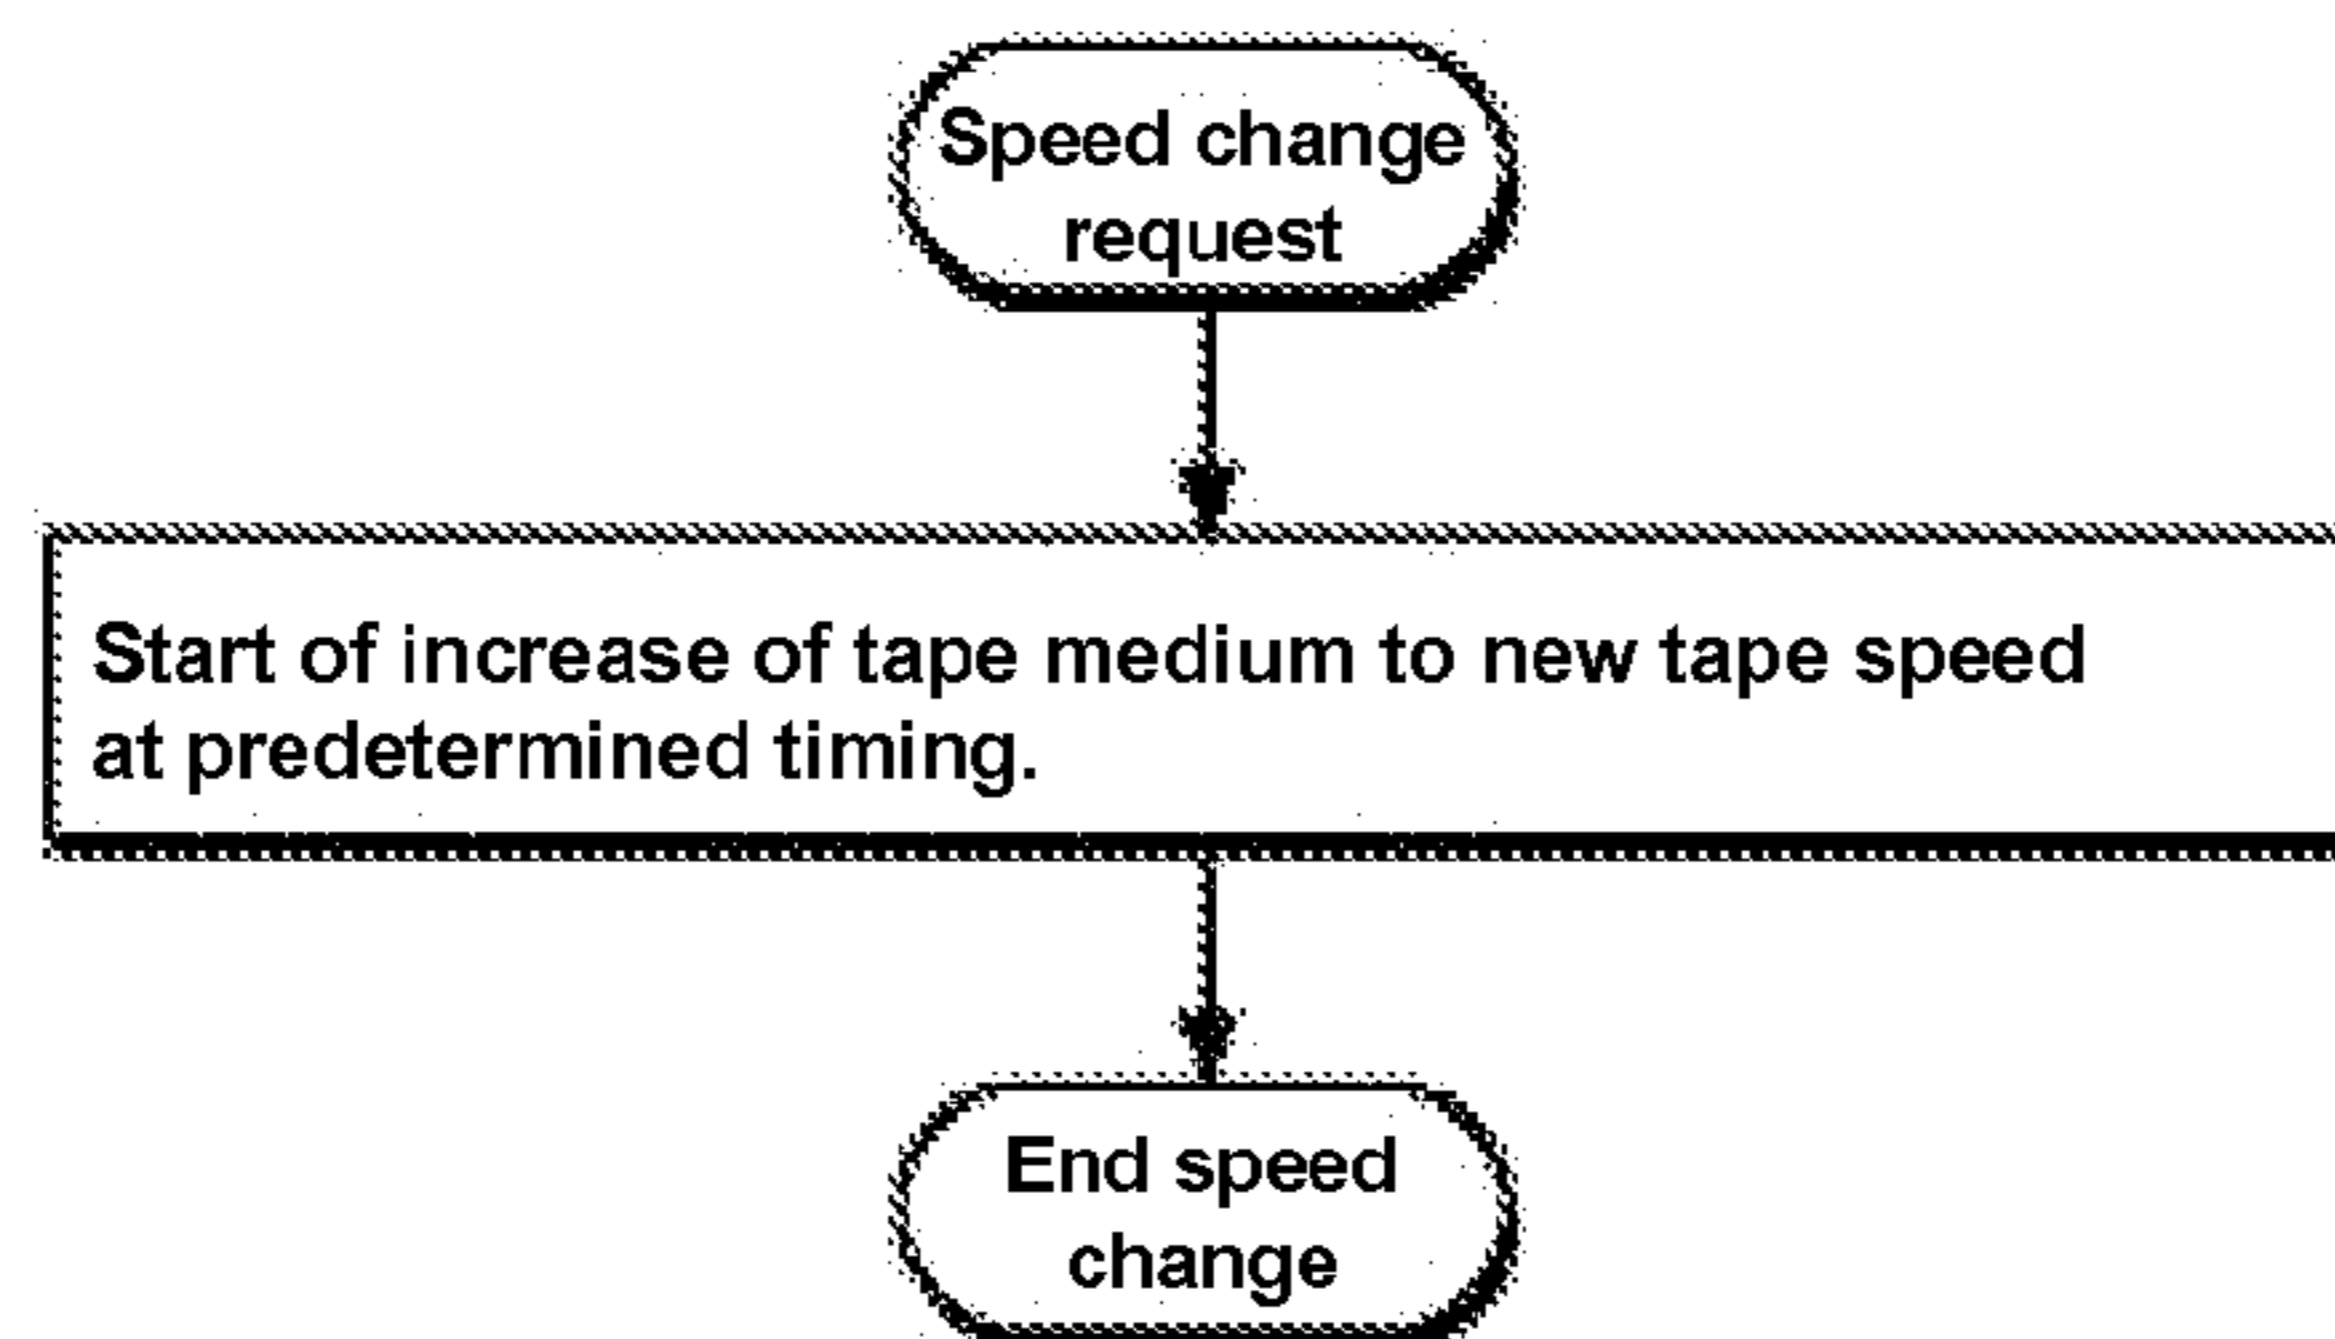 Speed change
request
Start of increase of tape medium to new tape speed
at predetermined timing.
End speed
change